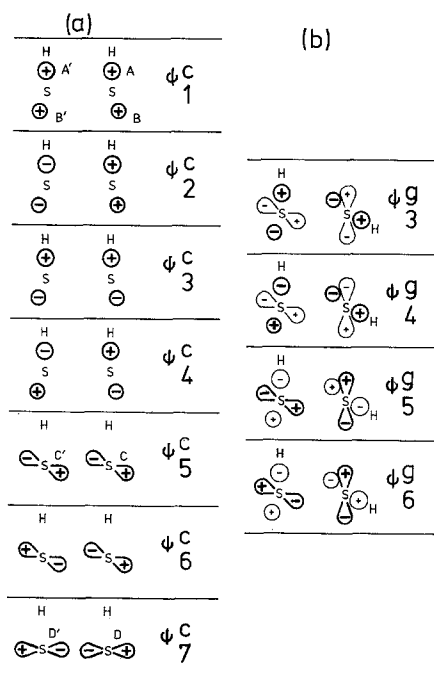 (a)
H H
⊕ A′ ⊕ A ψ c
S S 1
⊕ B′ ⊕ B
H H
⊖ ⊕ ψ c
S S 2
⊖ ⊕
H H
⊕ ⊕ ψ c
S S 3
⊖ ⊖
H H
⊖ ⊕ ψ c
S S 4
⊕ ⊖
H H
− S C′ + − S C + ψ c
5
H H
+ S − − S + ψ c
6
H H
D′ D ψ c
+ S − − S + 7
(b)
H
+ − + ψ g
− S + S + H 3
− −
H
− − − ψ g
− S + S + H 4
+ +
H
− + + ψ g
− S + S − H 5
+ −
H
− − + ψ g
+ S − S + H 6
+ −